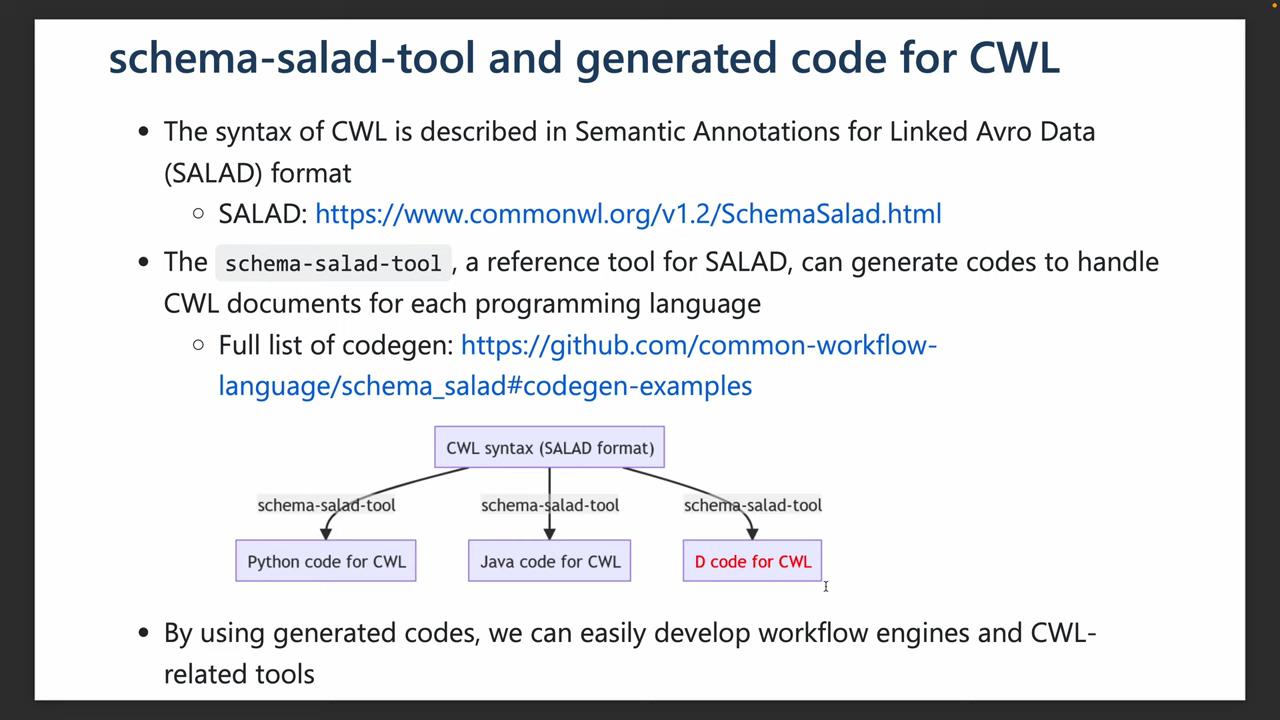 schema-salad-tool and generated code for CWL
• The syntax of CWL is described in Semantic Annotations for Linked Avro Data
(SALAD) format
○ SALAD: https://www.commonwl.org/v1.2/SchemaSalad.html
• The schema-salad-tool, a reference tool for SALAD, can generate codes to handle
CWL documents for each programming language
○ Full list of codegen: https://github.com/common-workflow-
language/schema_salad#codegen-examples
CWL syntax (SALAD format)
schema-salad-tool schema-salad-tool schema-salad-tool
Python code for CWL Java code for CWL D code for CWL
• By using generated codes, we can easily develop workflow engines and CWL-
related tools